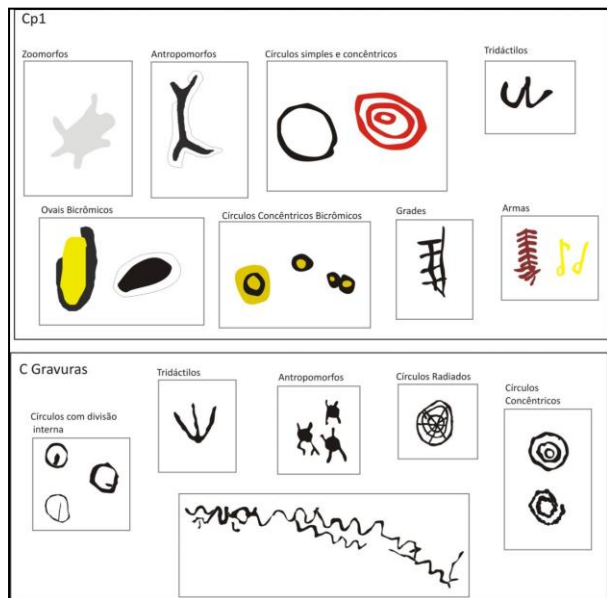 Cp1
Zoomorfos
Antropomorfos
Círculos simples e concêntricos
Tridáctilos
Ovais Bicrômicos
Círculos Concêntricos Bicrômicos
Grades
Armas
C Gravuras
Tridáctilos
Antropomorfos
Círculos Radiados
Círculos
Concêntricos
Círculos com divisão
interna